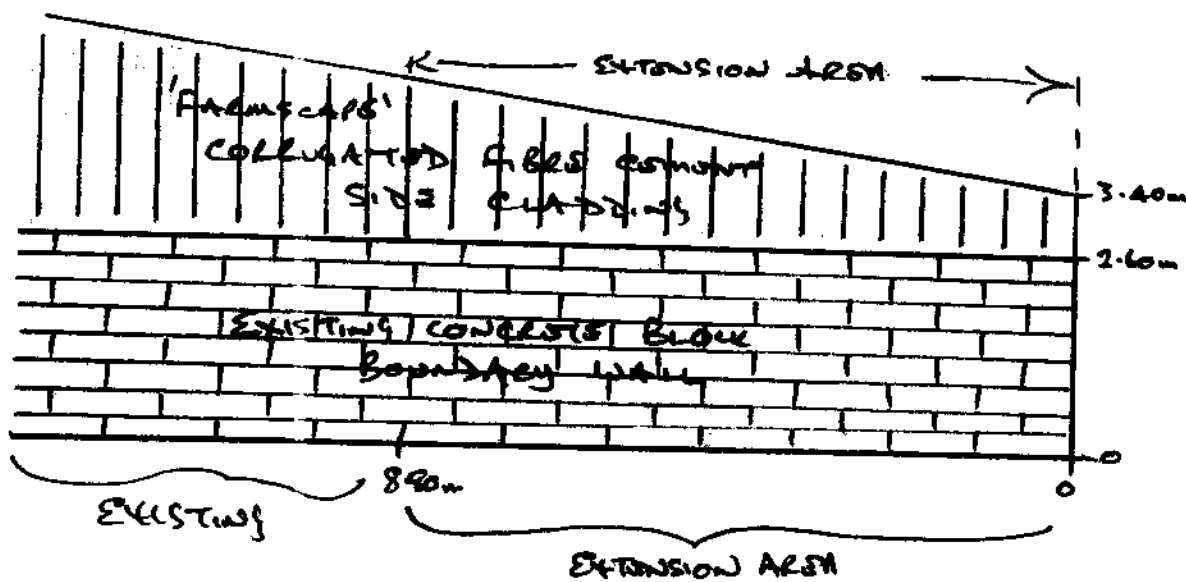 EXTENSION AREA
'FARMSCAPE'
CORRUGATED FIBRE CEMENT
SIDE CLADDING
3.40m
2.60m
EXISTING CONCRETE BLOCK
BOUNDARY WALL
0
8.90m
0
EXISTING
EXTENSION AREA